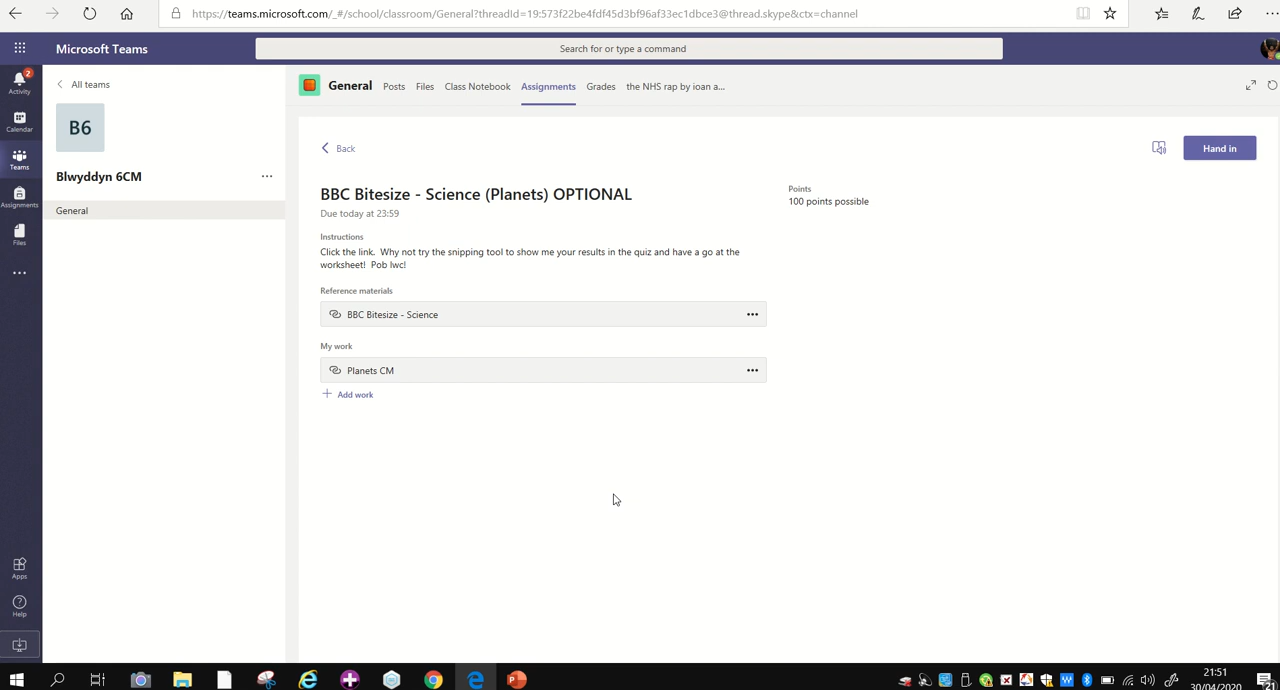 https://teams.microsoft.com/_#/school/classroom/General?threadId=19:573f22be4fdf45d3bf96af33ec1dbce3@thread.skype&ctx=channel
Microsoft Teams
Search for or type a command
2
Activity
Calendar
Teams
Assignments
Files
Apps
Help
All teams
B6
Blwyddyn 6CM
General
General
Posts
Files
Class Notebook
Assignments
Grades
the NHS rap by ioan a...
Back
Hand in
BBC Bitesize - Science (Planets) OPTIONAL
Due today at 23:59
Points
100 points possible
Instructions
Click the link. Why not try the snipping tool to show me your results in the quiz and have a go at the
worksheet! Pob lwc!
Reference materials
BBC Bitesize - Science
My work
Planets CM
Add work
21:51
30/04/2020
21